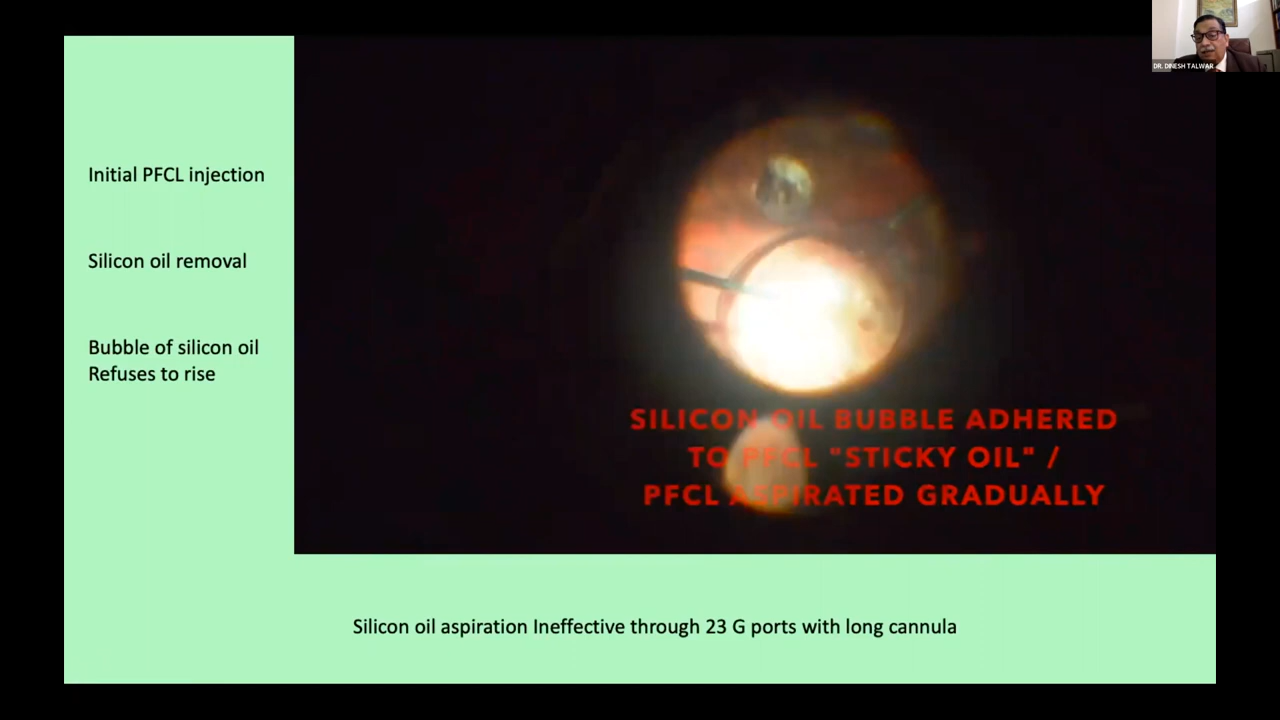 DR. DINESH TALWAR
Initial PFCL injection
Silicon oil removal
Bubble of silicon oil
Refuses to rise
SILICON OIL BUBBLE ADHERED
TO PFCL "STICKY OIL" /
PFCL ASPIRATED GRADUALLY
Silicon oil aspiration Ineffective through 23 G ports with long cannula